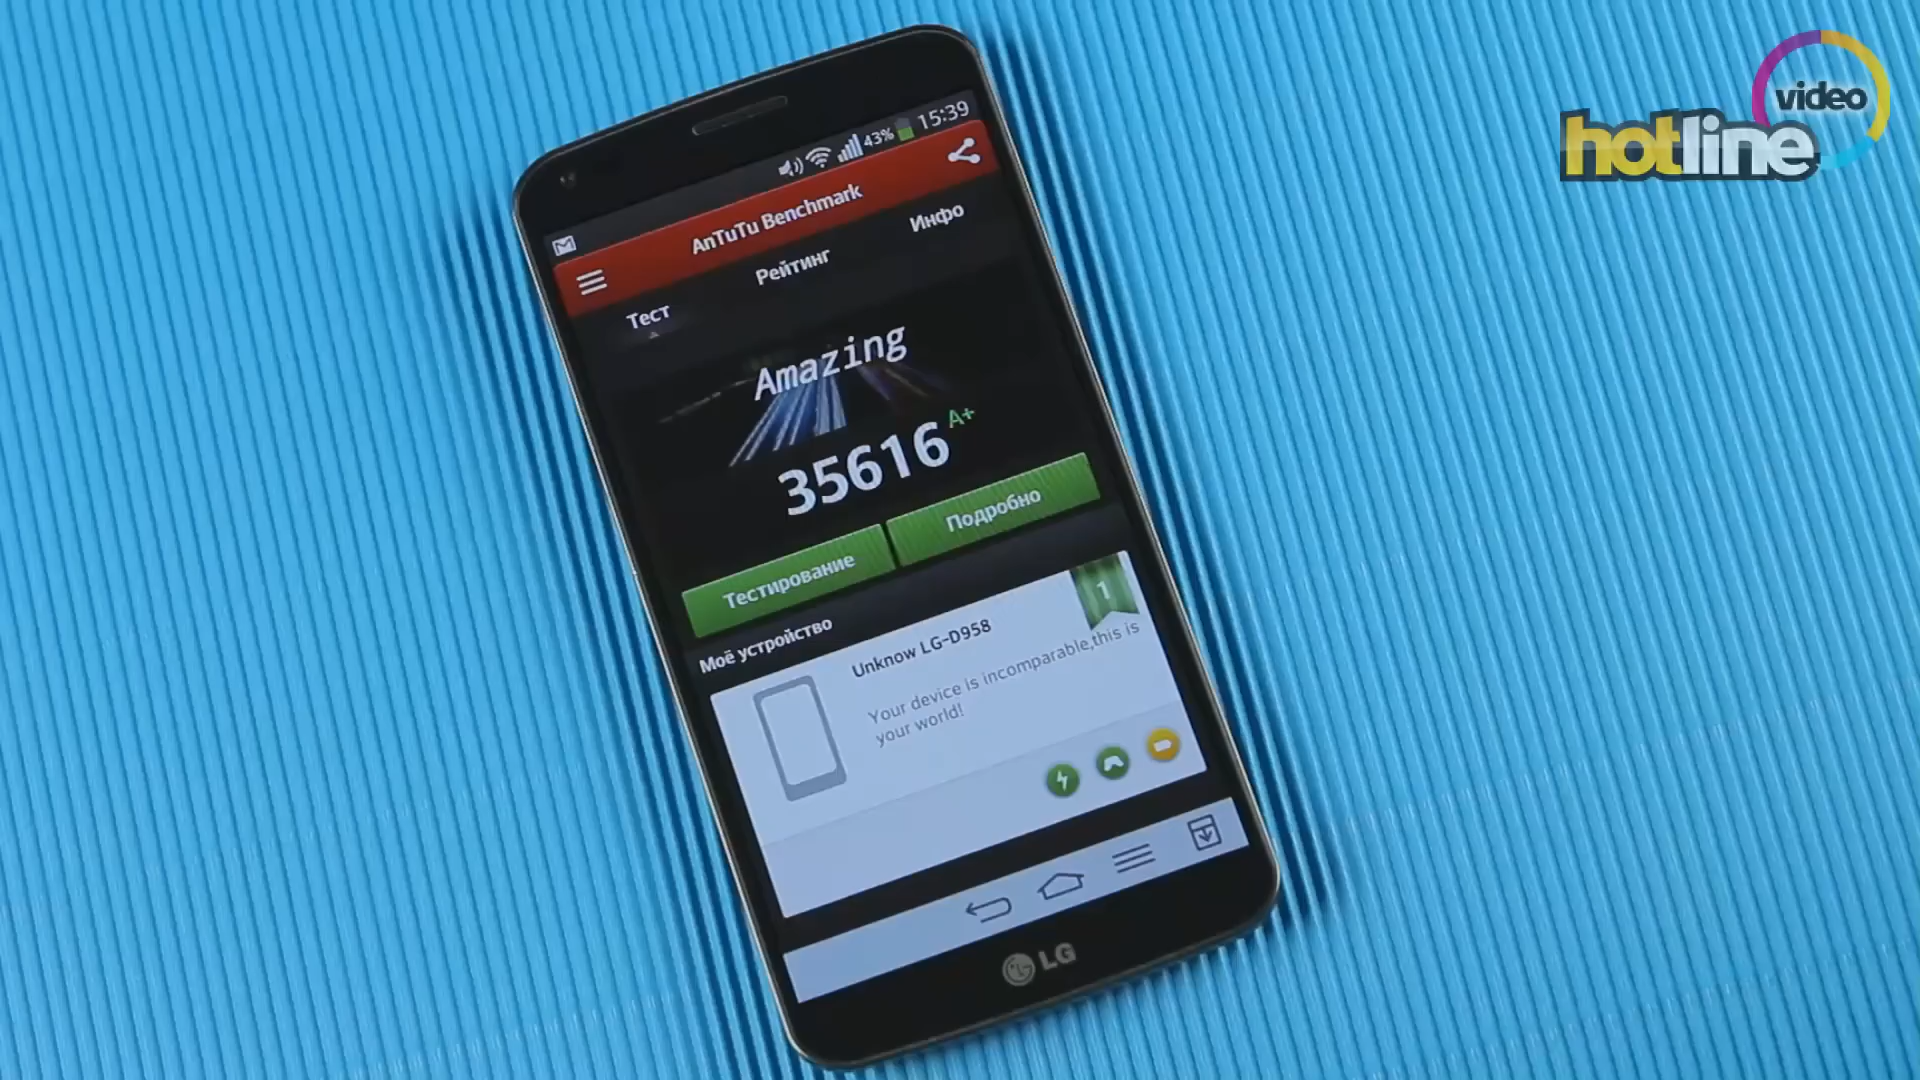 video
hotline
43% 15:39
AnTuTu Benchmark
Тест Рейтинг Инфо
Amazing
35616 A+
Тестирование Подробно
Моё устройство
1
Unknow LG-D958
Your device is incomparable,this is
your world!
LG